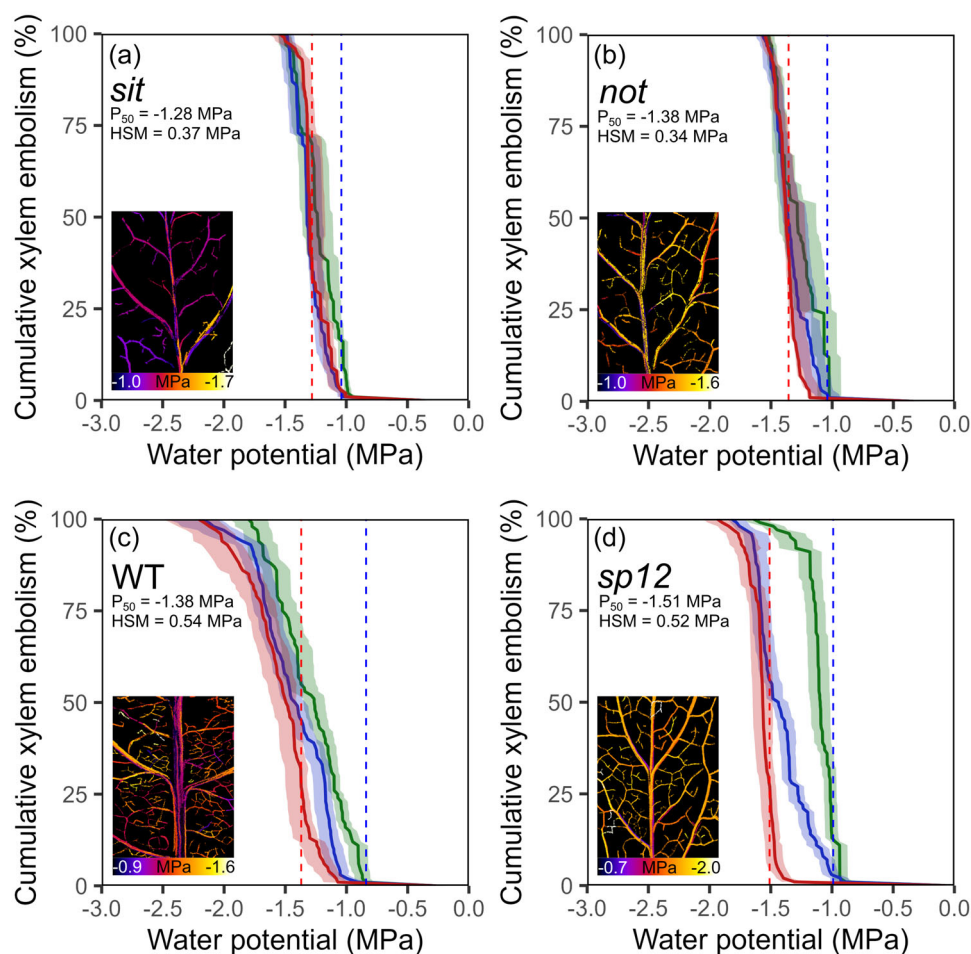 Cumulative xylem embolism (%)
100
75
50
25
0
(a)
sit
P50 = -1.28 MPa
HSM = 0.37 MPa
-1.0 MPa -1.7
-3.0 -2.5 -2.0 -1.5 -1.0 -0.5 0.0
Water potential (MPa)
Cumulative xylem embolism (%)
100
75
50
25
0
(b)
not
P50 = -1.38 MPa
HSM = 0.34 MPa
-1.0 MPa -1.6
-3.0 -2.5 -2.0 -1.5 -1.0 -0.5 0.0
Water potential (MPa)
Cumulative xylem embolism (%)
100
75
50
25
0
(c)
WT
P50 = -1.38 MPa
HSM = 0.54 MPa
-0.9 MPa -1.6
-3.0 -2.5 -2.0 -1.5 -1.0 -0.5 0.0
Water potential (MPa)
Cumulative xylem embolism (%)
100
75
50
25
0
(d)
sp12
P50 = -1.51 MPa
HSM = 0.52 MPa
-0.7 MPa -2.0
-3.0 -2.5 -2.0 -1.5 -1.0 -0.5 0.0
Water potential (MPa)